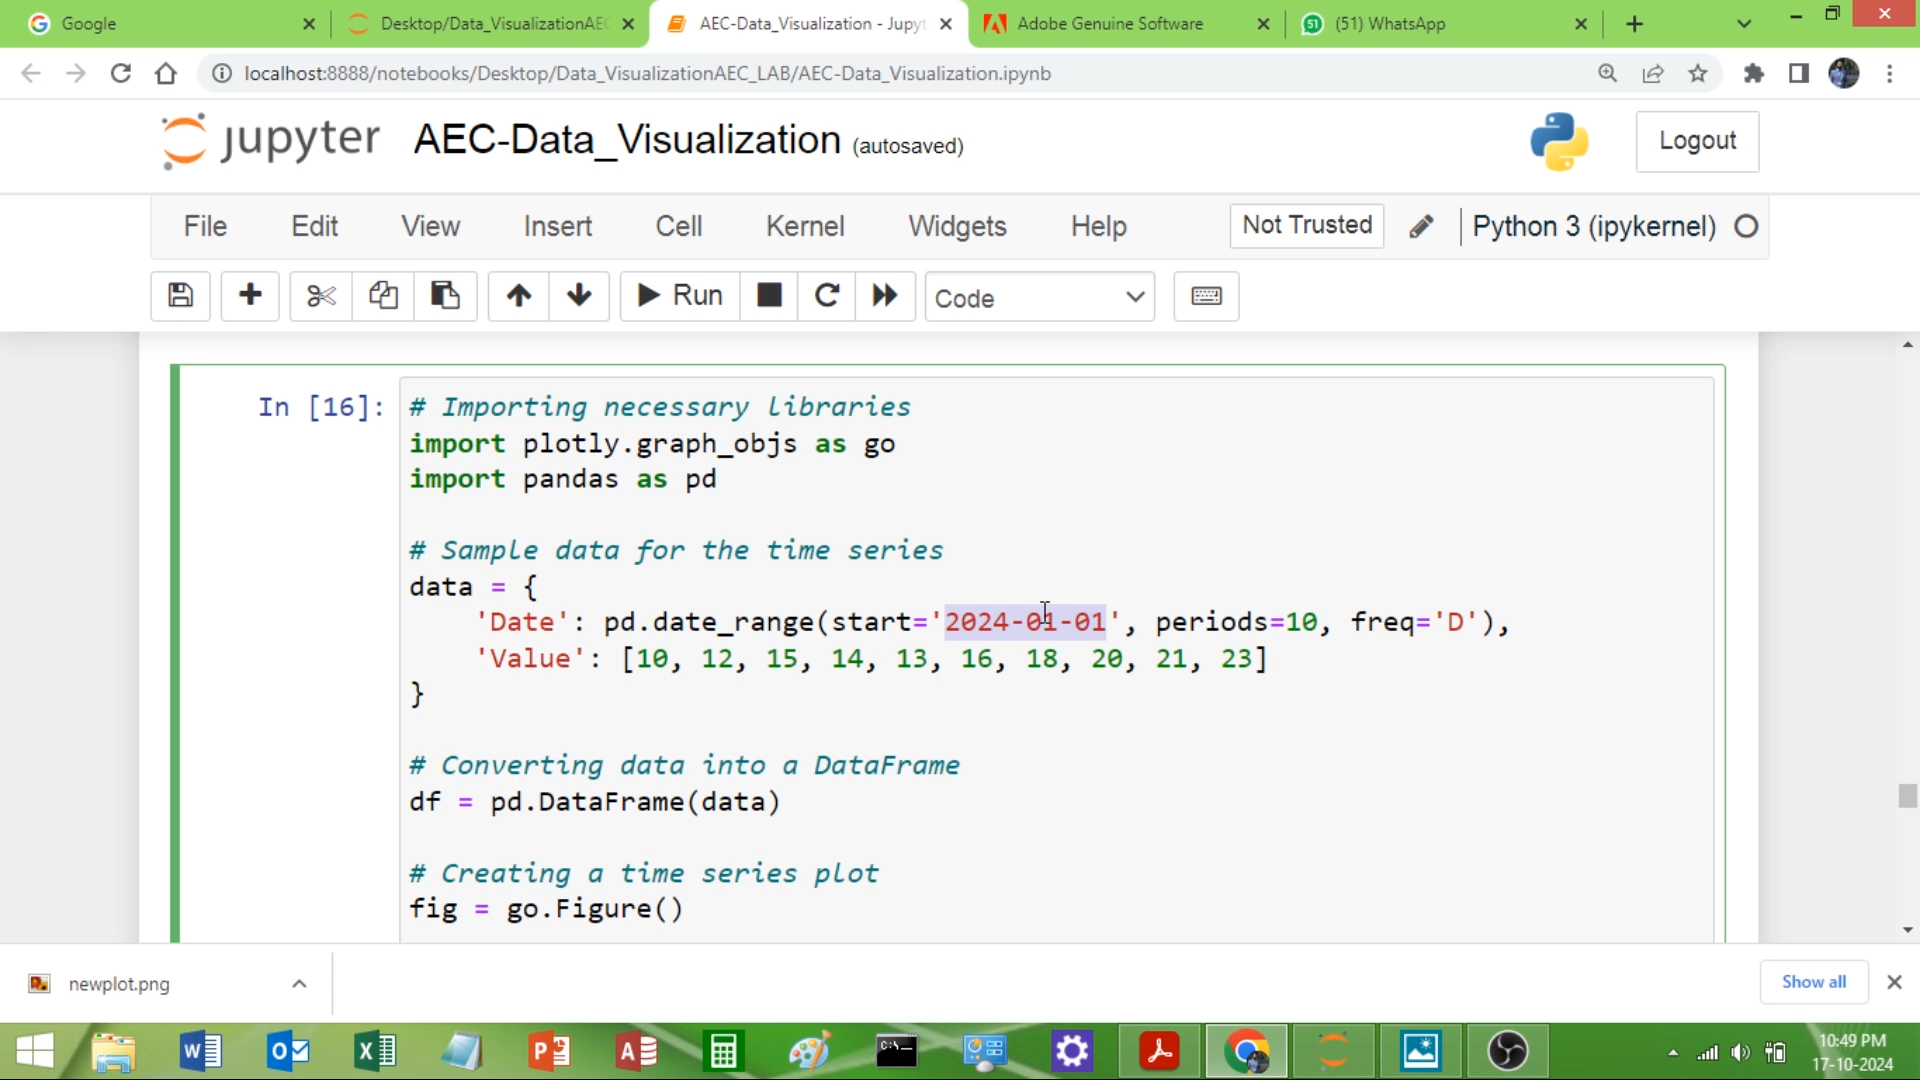 Google
Desktop/Data_VisualizationAEC
AEC-Data_Visualization - Jupyt
Adobe Genuine Software
51
(51) WhatsApp
localhost:8888/notebooks/Desktop/Data_VisualizationAEC_LAB/AEC-Data_Visualization.ipynb
jupyter AEC-Data_Visualization (autosaved)
Logout
File Edit View Insert Cell Kernel Widgets Help
Not Trusted
Python 3 (ipykernel)
Run
Code
In [16]:
# Importing necessary libraries
import plotly.graph_objs as go
import pandas as pd
# Sample data for the time series
data = {
'Date': pd.date_range(start='2024-01-01', periods=10, freq='D'),
'Value': [10, 12, 15, 14, 13, 16, 18, 20, 21, 23]
}
# Converting data into a DataFrame
df = pd.DataFrame(data)
# Creating a time series plot
fig = go.Figure()
newplot.png
Show all
10:49 PM
17-10-2024